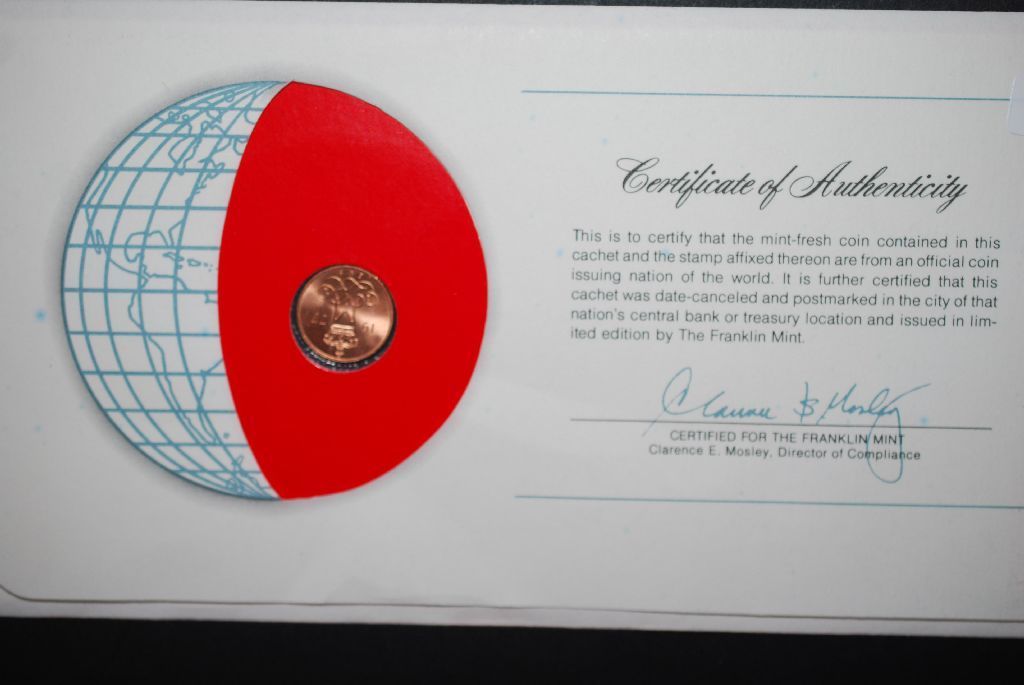 Certificate of Authenticity
This is to certify that the mint-fresh coin contained in this
cachet and the stamp affixed thereon are from an official coin
issuing nation of the world. It is further certified that this
cachet was date-canceled and postmarked in the city of that
nation's central bank or treasury location and issued in lim-
ited edition by The Franklin Mint.
CERTIFIED FOR THE FRANKLIN MINT
Clarence E. Mosley, Director of Compliance